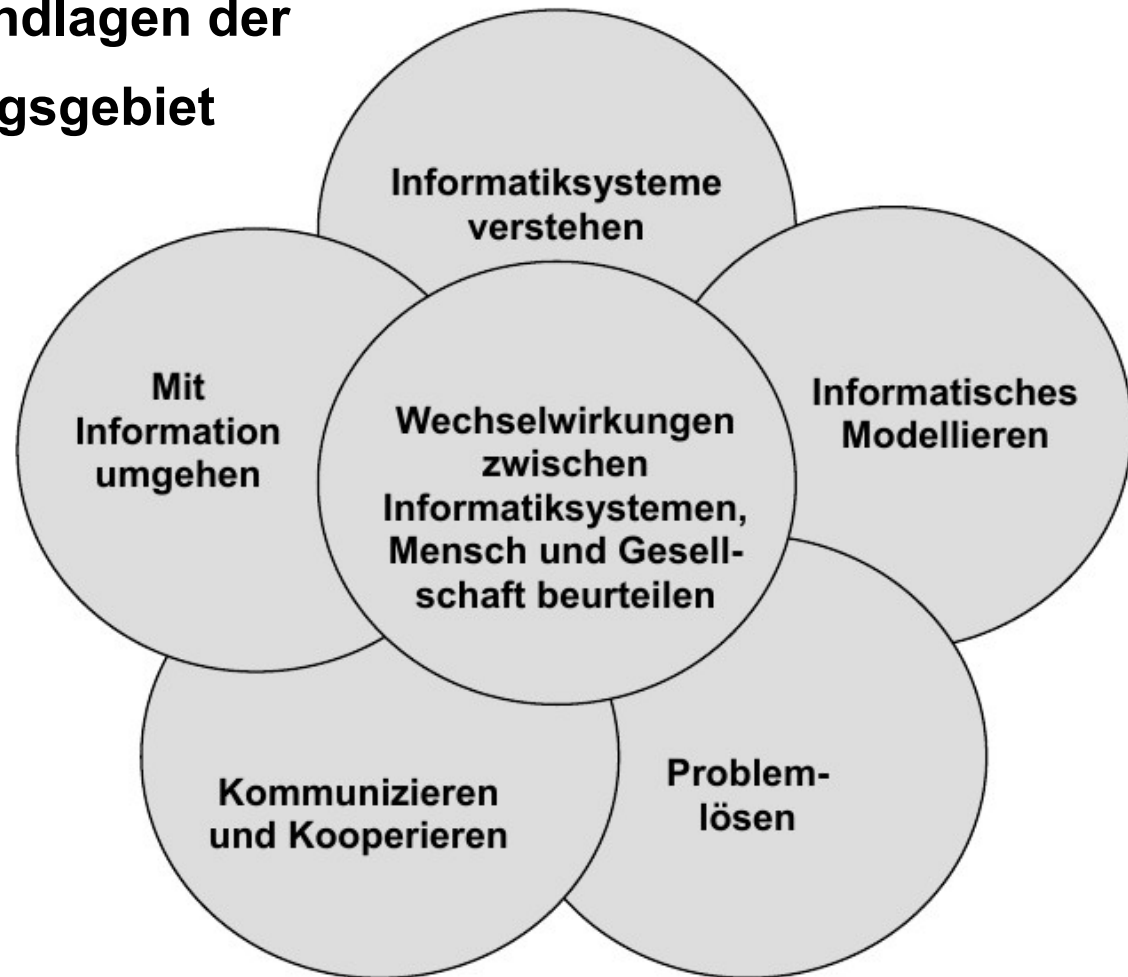 ndlagen der
gsgebiet
Informatiksysteme
verstehen
Mit
Information
umgehen
Wechselwirkungen
zwischen
Informatiksystemen,
Mensch und Gesell-
schaft beurteilen
Informatisches
Modellieren
Kommunizieren
und Kooperieren
Problem-
lösen